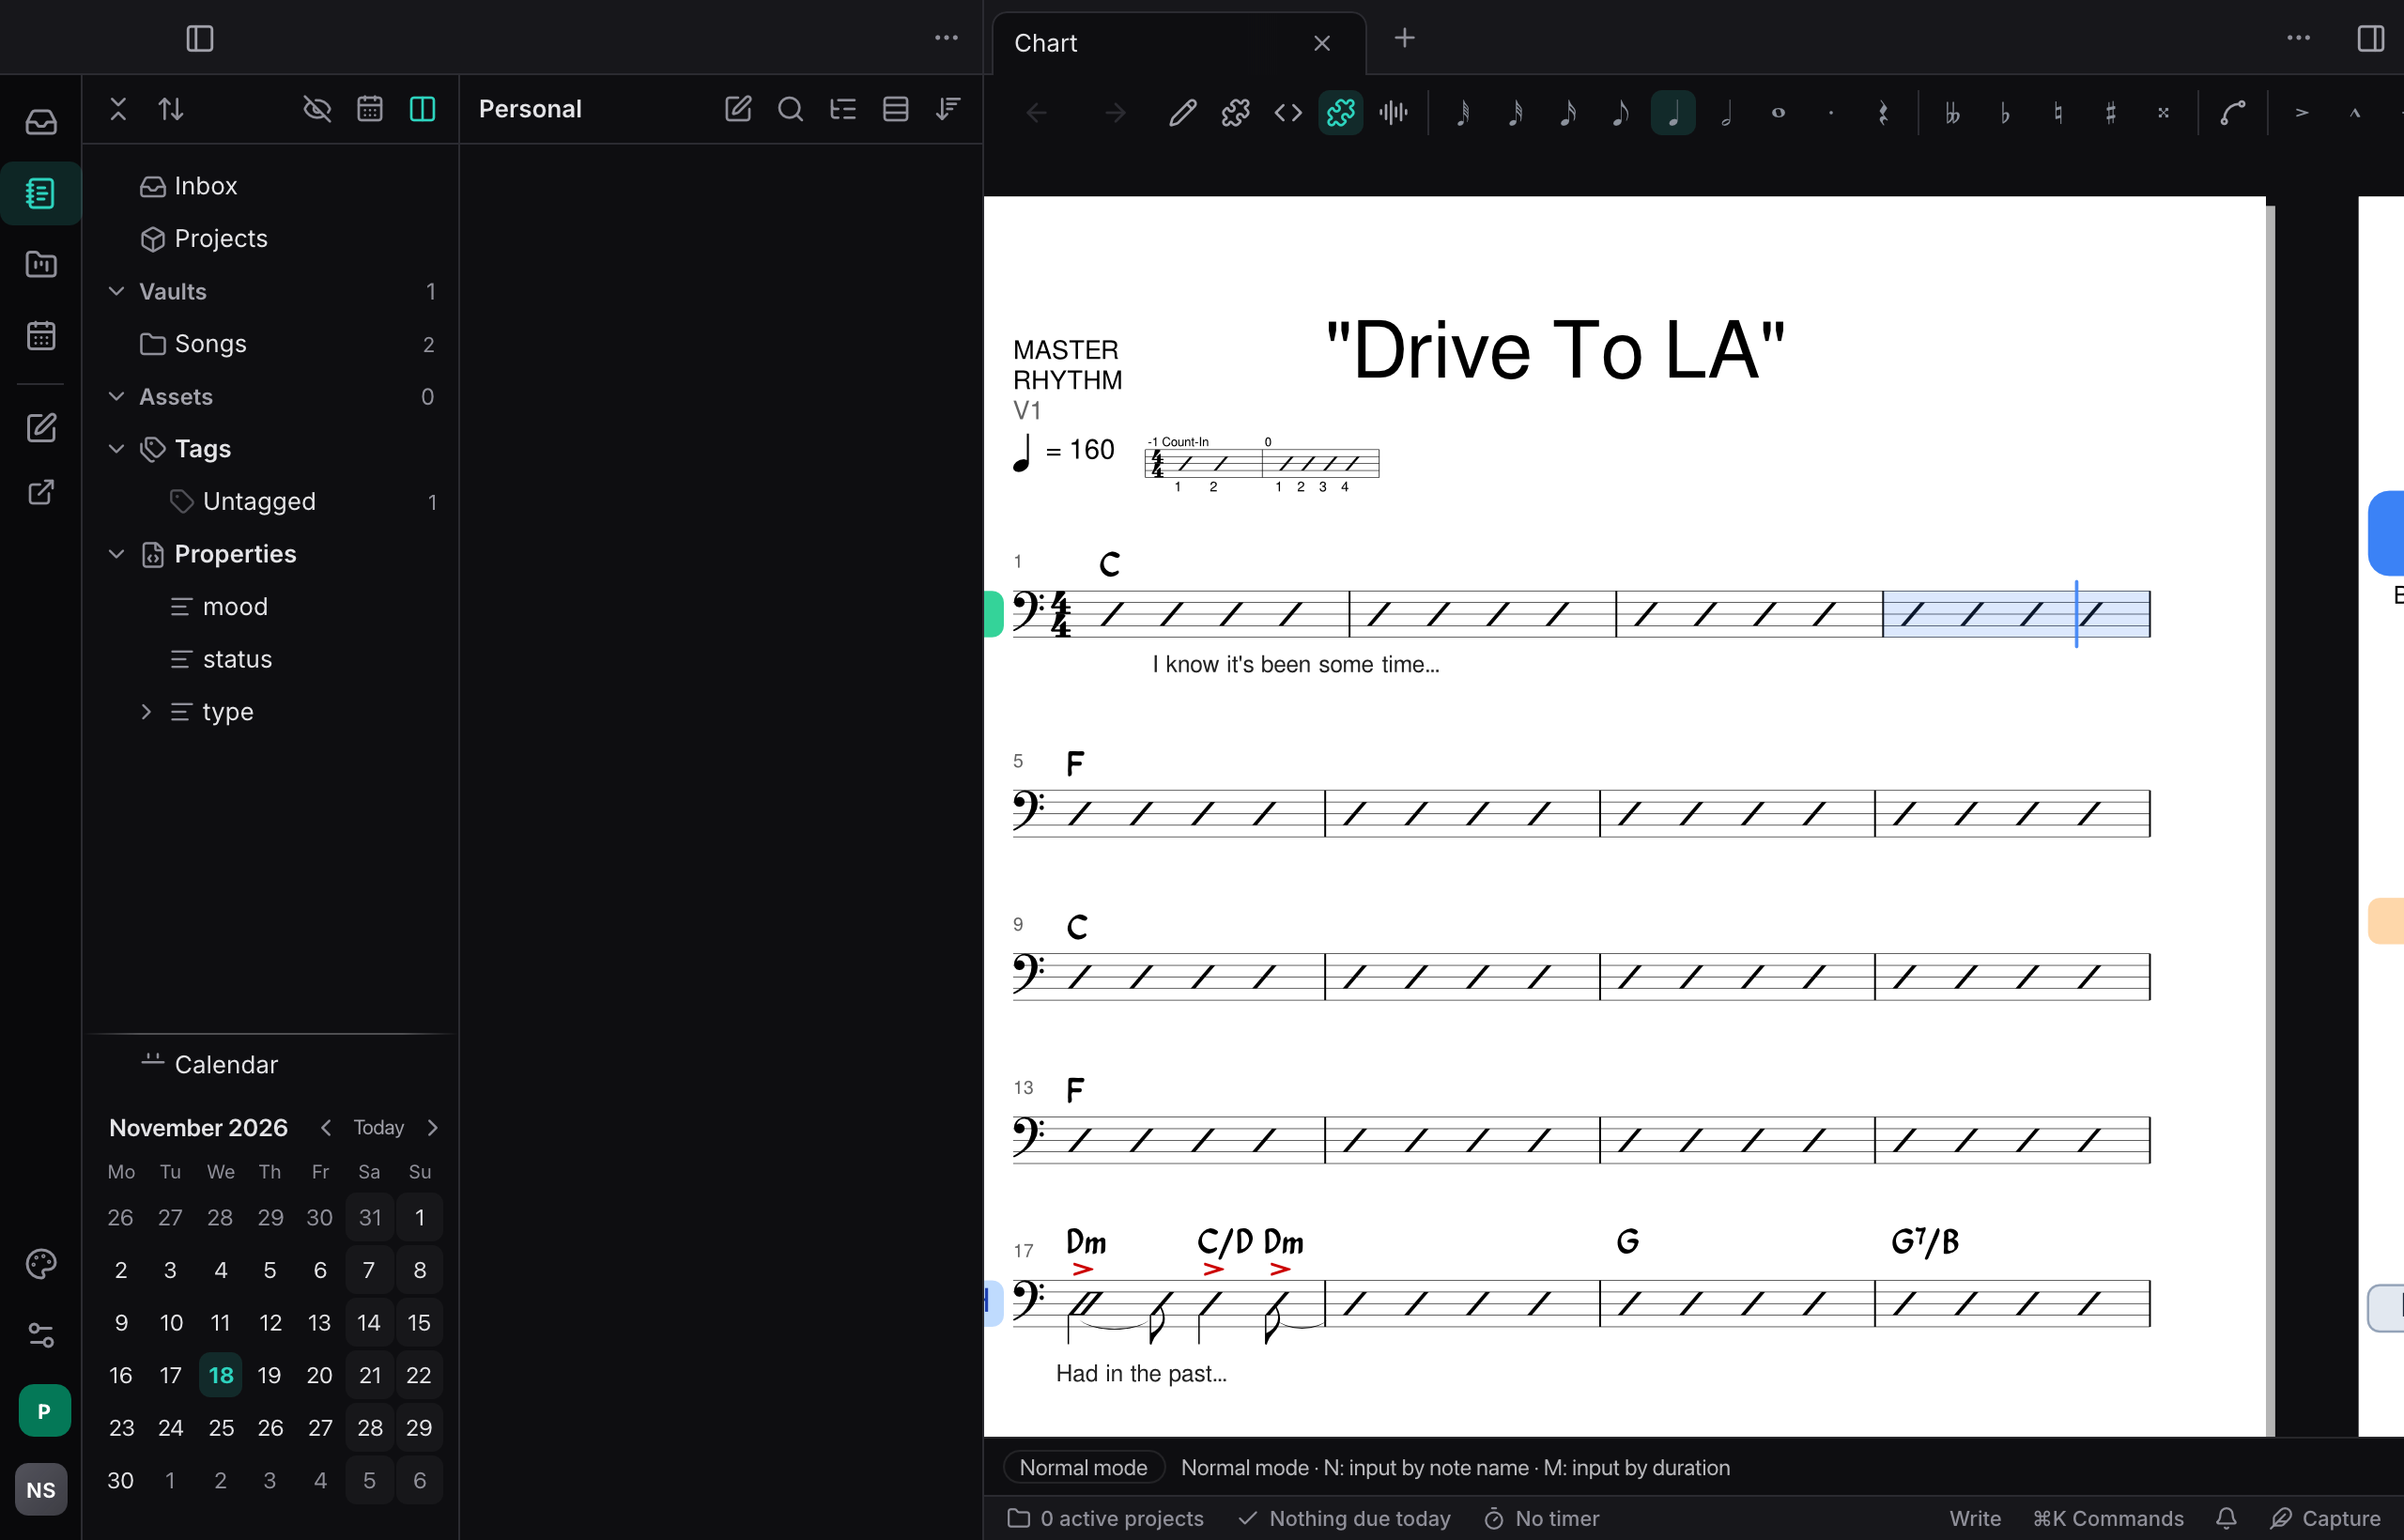 Chart
Personal
Inbox
Projects
Vaults 1
Songs 2
Assets 0
Tags
Untagged 1
Properties
mood
status
type
Calendar
November 2026 Today
Mo Tu We Th Fr Sa Su
26 27 28 29 30 31 1
2 3 4 5 6 7 8
9 10 11 12 13 14 15
16 17 18 19 20 21 22
23 24 25 26 27 28 29
30 1 2 3 4 5 6
P
NS
"Drive To LA"
MASTER
RHYTHM
V1
= 160
-1 Count-In 0
4
4
1 2 1 2 3 4
1 C
4
4
I know it's been some time...
5 F
9 C
13 F
17 Dm C/D Dm G G7/B
Had in the past...
Normal mode Normal mode · N: input by note name · M: input by duration
0 active projects Nothing due today No timer Write ⌘K Commands Capture